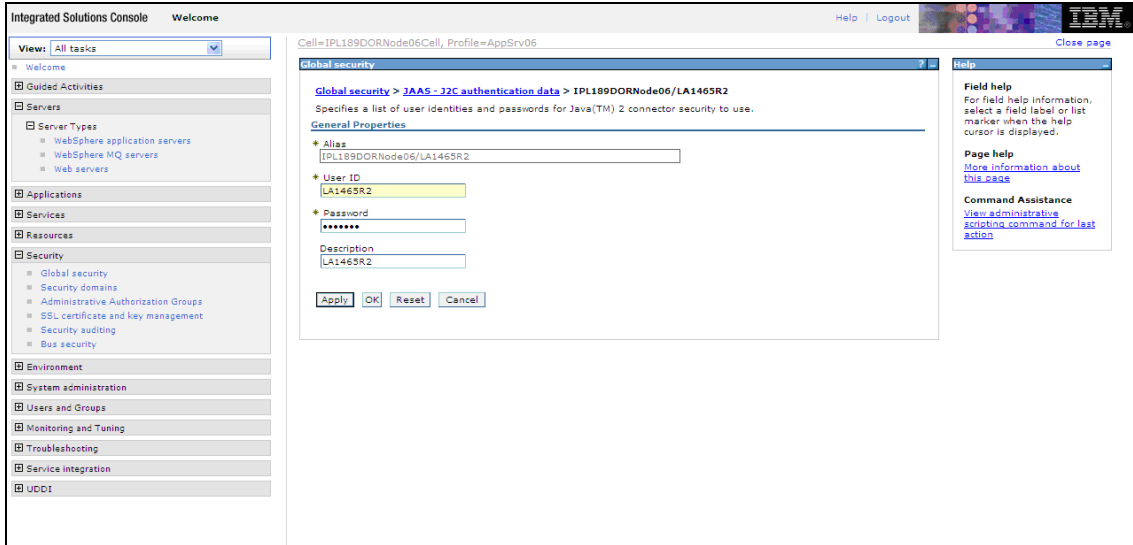 Integrated Solutions Console Welcome
Help | Logout
IBM.
View: All tasks
Welcome
Guided Activities
Servers
Server Types
WebSphere application servers
WebSphere MQ servers
Web servers
Applications
Services
Resources
Security
Global security
Security domains
Administrative Authorization Groups
SSL certificate and key management
Security auditing
Bus security
Environment
System administration
Users and Groups
Monitoring and Tuning
Troubleshooting
Service integration
UDDI
Cell=IPL189DORNode06Cell, Profile=AppSrv06
Close page
Global security ? -
Global security > JAAS - J2C authentication data > IPL189DORNode06/LA1465R2
Specifies a list of user identities and passwords for Java(TM) 2 connector security to use.
General Properties
* Alias
IPL189DORNode06/LA1465R2
* User ID
LA1465R2
* Password
•••••••
Description
LA1465R2
Apply OK Reset Cancel
Help -
Field help
For field help information,
select a field label or list
marker when the help
cursor is displayed.
Page help
More information about
this page
Command Assistance
View administrative
scripting command for last
action